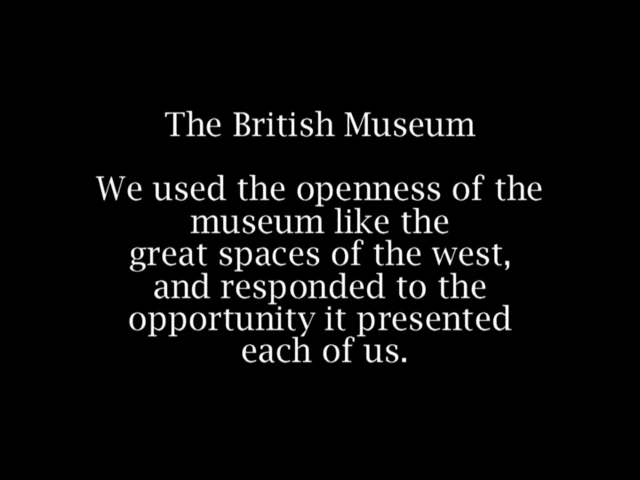 The British Museum
We used the openness of the
museum like the
great spaces of the west,
and responded to the
opportunity it presented
each of us.